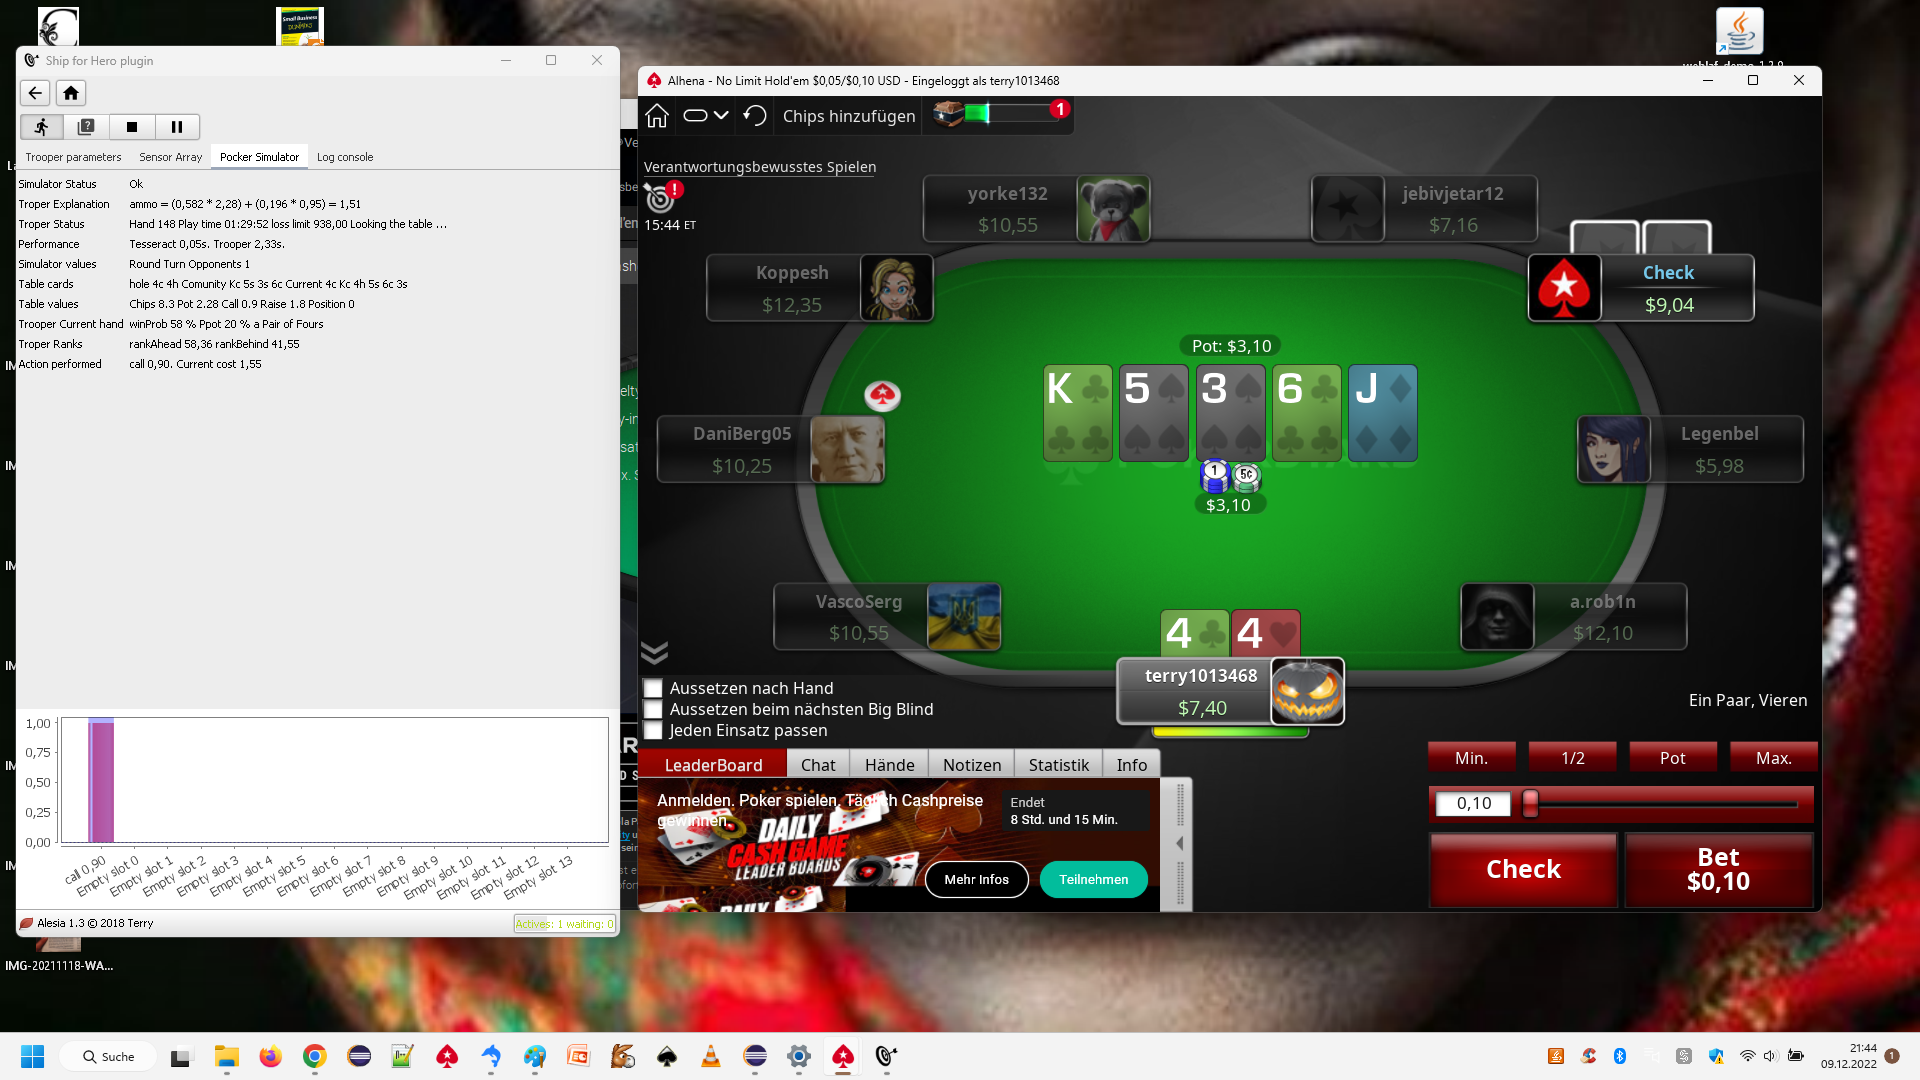 Small Business
DUMMIES
Ship for Hero plugin
Trooper parameters
Sensor Array
Pocker Simulator
Log console
Simulator Status Ok
Troper Explanation ammo = (0,582 * 2,28) + (0,196 * 0,95) = 1,51
Troper Status Hand 148 Play time 01:29:52 loss limit 938,00 Looking the table ...
Performance Tesseract 0,05s. Trooper 2,33s.
Simulator values Round Turn Opponents 1
Table cards hole 4c 4h Comunity Kc 5s 3s 6c Current 4c Kc 4h 5s 6c 3s
Table values Chips 8.3 Pot 2.28 Call 0.9 Raise 1.8 Position 0
Trooper Current hand winProb 58 % Ppot 20 % a Pair of Fours
Troper Ranks rankAhead 58,36 rankBehind 41,55
Action performed call 0,90. Current cost 1,55
1,00
0,75
0,50
0,25
0,00
call 0,90
Empty slot 0
Empty slot 1
Empty slot 2
Empty slot 3
Empty slot 4
Empty slot 5
Empty slot 6
Empty slot 7
Empty slot 8
Empty slot 9
Empty slot 10
Empty slot 11
Empty slot 12
Empty slot 13
Alesia 1.3 © 2018 Terry
Actives: 1 waiting: 0
IMG-20211118-WA...
Alhena - No Limit Hold'em $0,05/$0,10 USD - Eingeloggt als terry1013468
Chips hinzufügen
1
Verantwortungsbewusstes Spielen
!
15:44 ET
yorke132
$10,55
jebivjetar12
$7,16
Koppesh
$12,35
Check
$9,04
Pot: $3,10
K 5 3 6 J
DaniBerg05
$10,25
Legenbel
$5,98
1 5¢
$3,10
VascoSerg
$10,55
a.rob1n
$12,10
4 4
terry1013468
$7,40
Aussetzen nach Hand
Aussetzen beim nächsten Big Blind
Jeden Einsatz passen
Ein Paar, Vieren
LeaderBoard
Chat
Hände
Notizen
Statistik
Info
Anmelden. Poker spielen. Täglich Cashpreise
gewinnen.
Endet
8 Std. und 15 Min.
DAILY
CASH GAME
LEADER BOARDS
Mehr Infos
Teilnehmen
Min.
1/2
Pot
Max.
0,10
Check
Bet
$0,10
Suche
21:44
09.12.2022
1